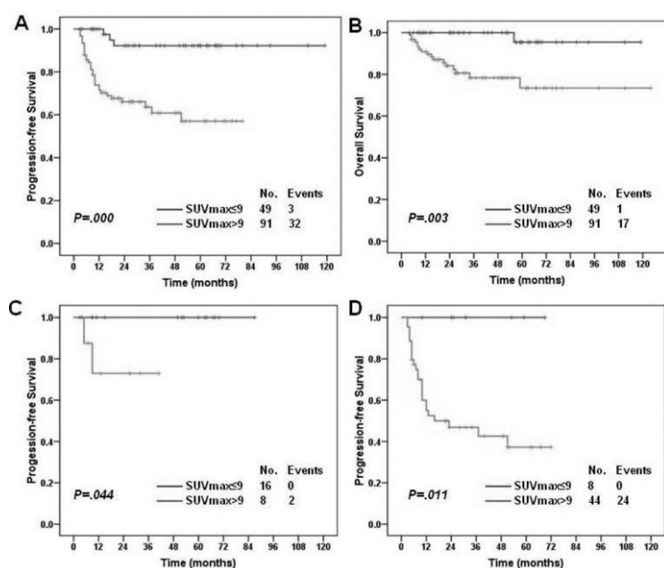 A
Progression-free Survival
1.0
0.8
0.6
0.4
0.2
0.0
No. Events
SUVmax≤9 49 3
SUVmax>9 91 32
P=.000
0 12 24 36 48 60 72 84 96 108 120
Time (months)
B
Overall Survival
1.0
0.8
0.6
0.4
0.2
0.0
No. Events
SUVmax≤9 49 1
SUVmax>9 91 17
P=.003
0 12 24 36 48 60 72 84 96 108 120
Time (months)
C
Progession-free Survival
1.0
0.8
0.6
0.4
0.2
0.0
No. Events
SUVmax≤9 16 0
SUVmax>9 8 2
P=.044
0 12 24 36 48 60 72 84 96 108 120
Time (months)
D
Progession-free Survival
1.0
0.8
0.6
0.4
0.2
0.0
No. Events
SUVmax≤9 8 0
SUVmax>9 44 24
P=.011
0 12 24 36 48 60 72 84 96 108 120
Time (months)